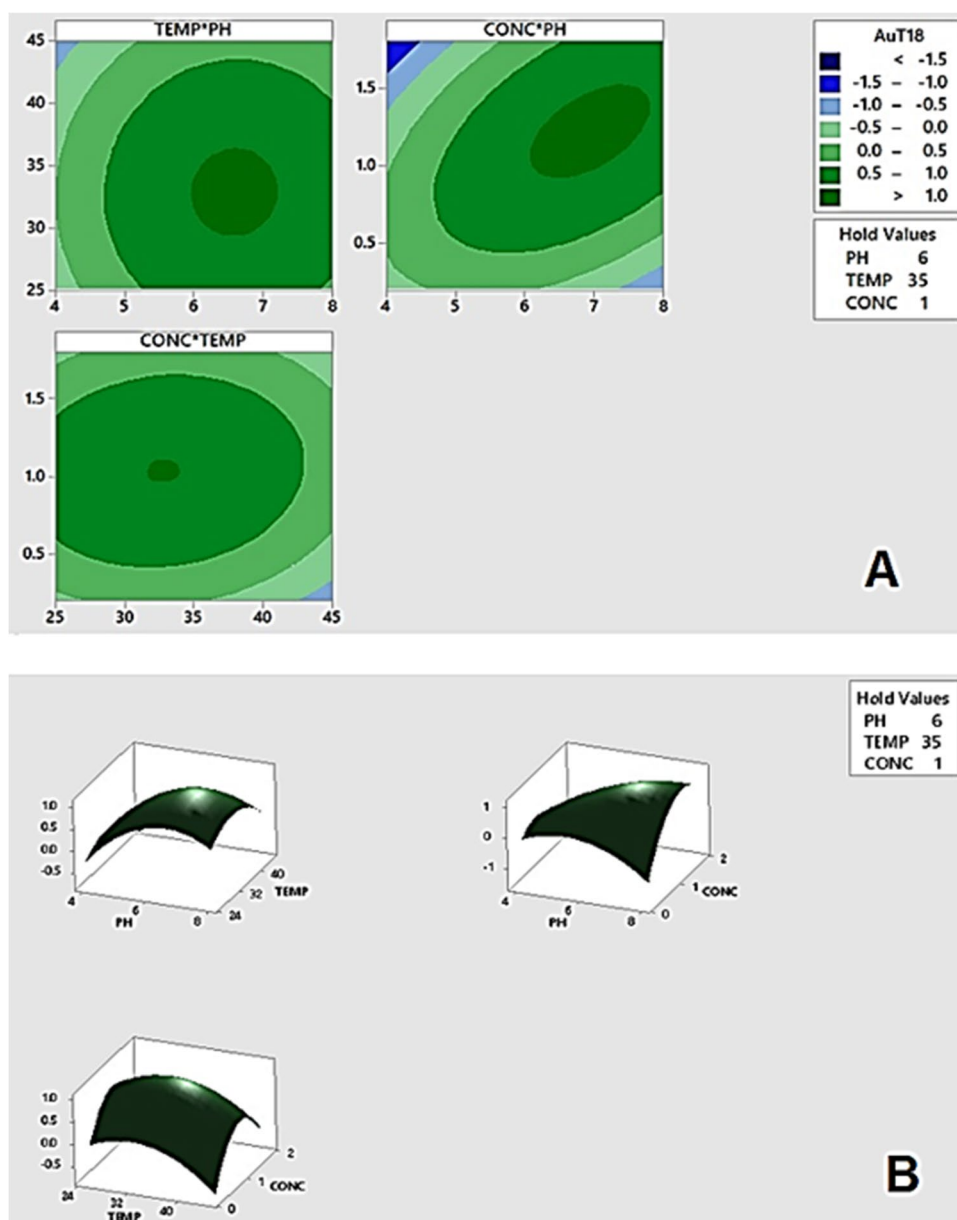 TEMP*PH
45
40
35
30
25
4 5 6 7 8
CONC*PH
1.5
1.0
0.5
4 5 6 7 8
AuT18
< -1.5
-1.5 – -1.0
-1.0 – -0.5
-0.5 – 0.0
0.0 – 0.5
0.5 – 1.0
> 1.0
Hold Values
PH 6
TEMP 35
CONC 1
CONC*TEMP
1.5
1.0
0.5
25 30 35 40 45
A
Hold Values
PH 6
TEMP 35
CONC 1
1.0
0.5
0.0
-0.5
4 6 8
PH
24 32 40
TEMP
1
0
-1
4 6 8
PH
0 1 2
CONC
1.0
0.5
0.0
-0.5
24 32 40
TEMP
0 1 2
CONC
B